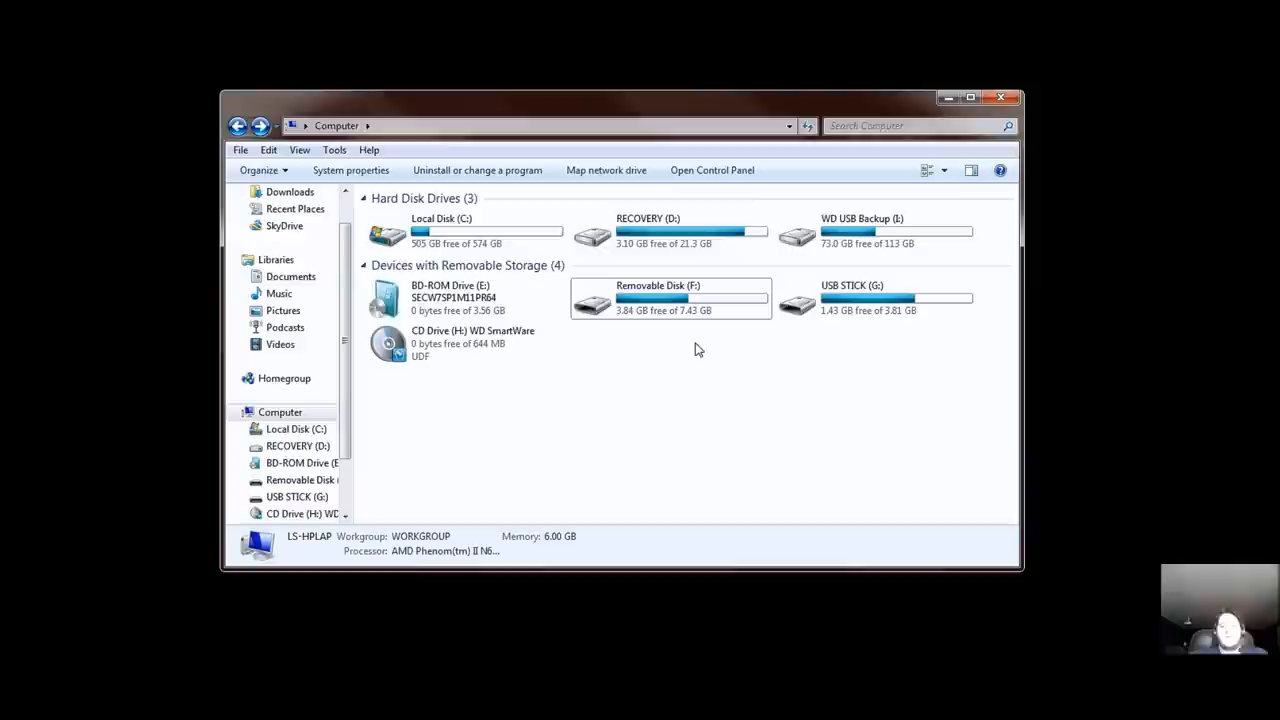 Computer
Search Computer
File Edit View Tools Help
Organize System properties Uninstall or change a program Map network drive Open Control Panel
Downloads
Recent Places
SkyDrive
Libraries
Documents
Music
Pictures
Podcasts
Videos
Homegroup
Computer
Local Disk (C:)
RECOVERY (D:)
BD-ROM Drive (E
Removable Disk (
USB STICK (G:)
CD Drive (H:) WD
Hard Disk Drives (3)
Local Disk (C:)
505 GB free of 574 GB
RECOVERY (D:)
3.10 GB free of 21.3 GB
WD USB Backup (I:)
73.0 GB free of 113 GB
Devices with Removable Storage (4)
BD-ROM Drive (E:)
SECW7SP1M11PR64
0 bytes free of 3.56 GB
Removable Disk (F:)
3.84 GB free of 7.43 GB
USB STICK (G:)
1.43 GB free of 3.81 GB
CD Drive (H:) WD SmartWare
0 bytes free of 644 MB
UDF
LS-HPLAP Workgroup: WORKGROUP Memory: 6.00 GB
Processor: AMD Phenom(tm) II N6...